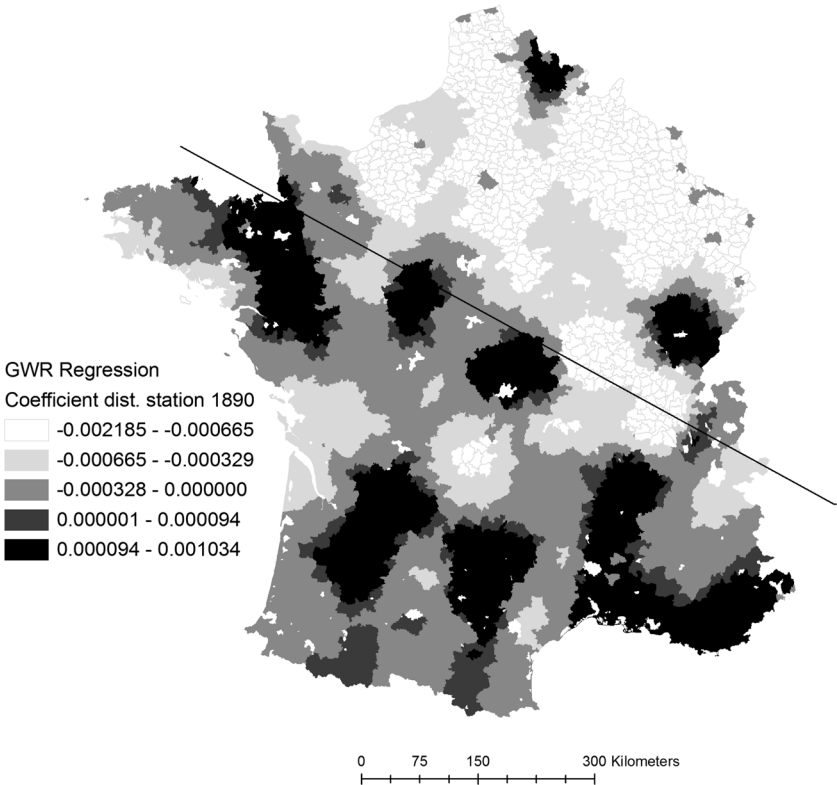 GWR Regression
Coefficient dist. station 1890
-0.002185 - -0.000665
-0.000665 - -0.000329
-0.000328 - 0.000000
0.000001 - 0.000094
0.000094 - 0.001034
0 75 150 300 Kilometers